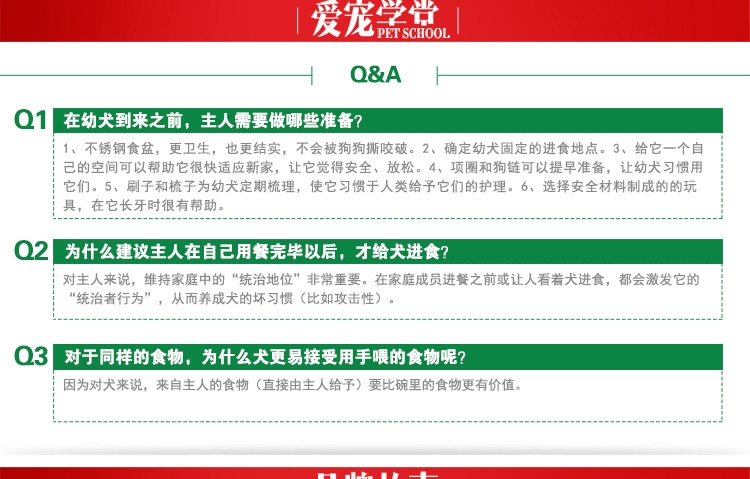 爱宠学堂
PET SCHOOL
Q&A
Q1 在幼犬到来之前，主人需要做哪些准备？
1、不锈钢食盆，更卫生，也更结实，不会被狗狗撕咬破。2、确定幼犬固定的进食地点。3、给它一个自
己的空间可以帮助它很快适应新家，让它觉得安全、放松。4、项圈和狗链可以提早准备，让幼犬习惯用
它们。5、刷子和梳子为幼犬定期梳理，使它习惯于人类给予它们的护理。6、选择安全材料制成的的玩
具，在它长牙时很有帮助。
Q2 为什么建议主人在自己用餐完毕以后，才给犬进食？
对主人来说，维持家庭中的“统治地位”非常重要。在家庭成员进餐之前或让人看着犬进食，都会激发它的
“统治者行为”，从而养成犬的坏习惯（比如攻击性）。
Q3 对于同样的食物，为什么犬更易接受用手喂的食物呢？
因为对犬来说，来自主人的食物（直接由主人给予）要比碗里的食物更有价值。